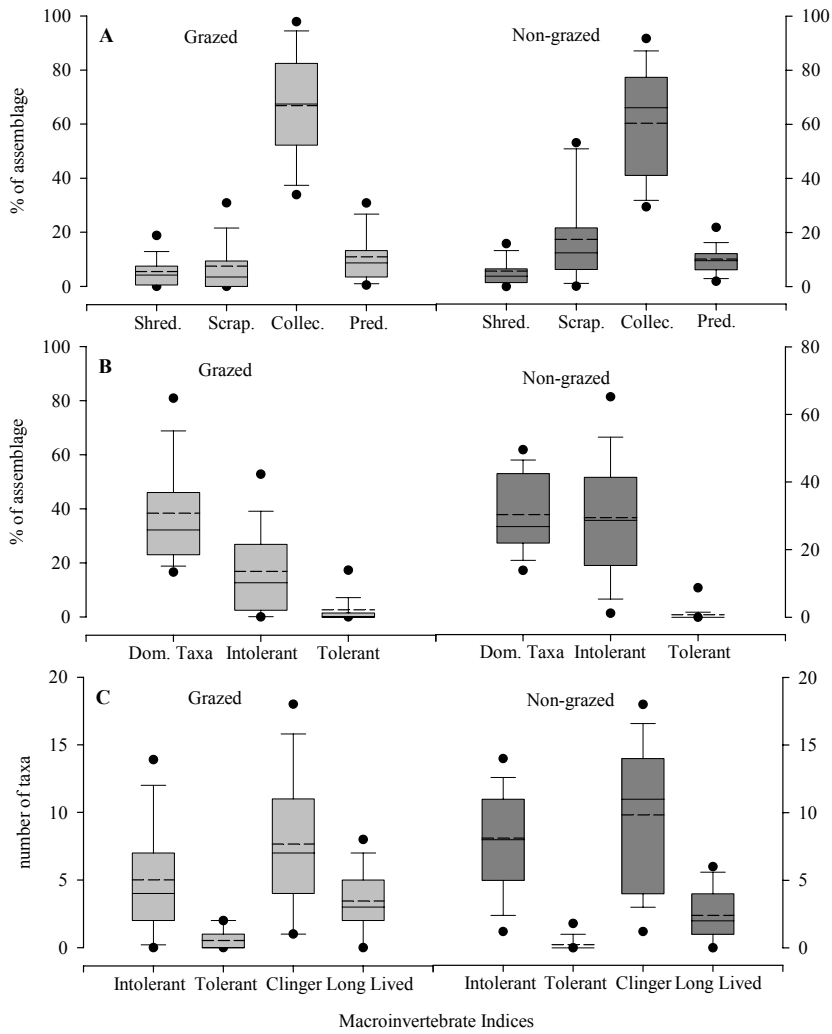 A Grazed Non-grazed
100 100
80 80
60 60
40 40
20 20
0 0
% of assemblage
Shred. Scrap. Collec. Pred. Shred. Scrap. Collec. Pred.
B Grazed Non-grazed
100 80
80 60
60 40
40 20
20 0
0
% of assemblage
Dom. Taxa Intolerant Tolerant Dom. Taxa Intolerant Tolerant
C Grazed Non-grazed
20 20
15 15
10 10
5 5
0 0
number of taxa
Intolerant Tolerant Clinger Long Lived Intolerant Tolerant Clinger Long Lived
Macroinvertebrate Indices